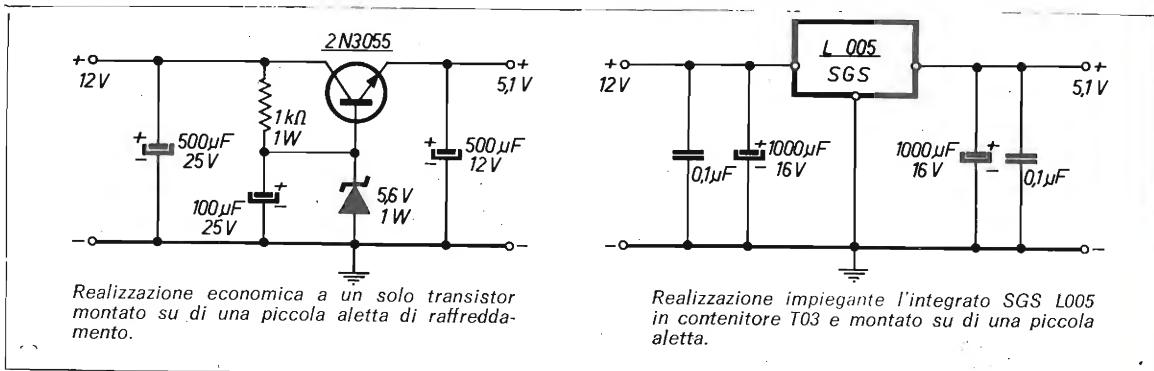 2N3055
+
12 V
+
5,1 V
1kΩ
1W
+
-
500µF
25V
+
-
100µF
25V
5,6V
1W
+
-
500µF
12V
-
-
Realizzazione economica a un solo transistor
montato su di una piccola aletta di raffredda-
mento.
L 005
SGS
+
12V
+
5,1V
0,1µF
+
-
1000µF
16V
1000µF
16V
+
-
0,1µF
-
-
Realizzazione impiegante l'integrato SGS L005
in contenitore T03 e montato su di una piccola
aletta.